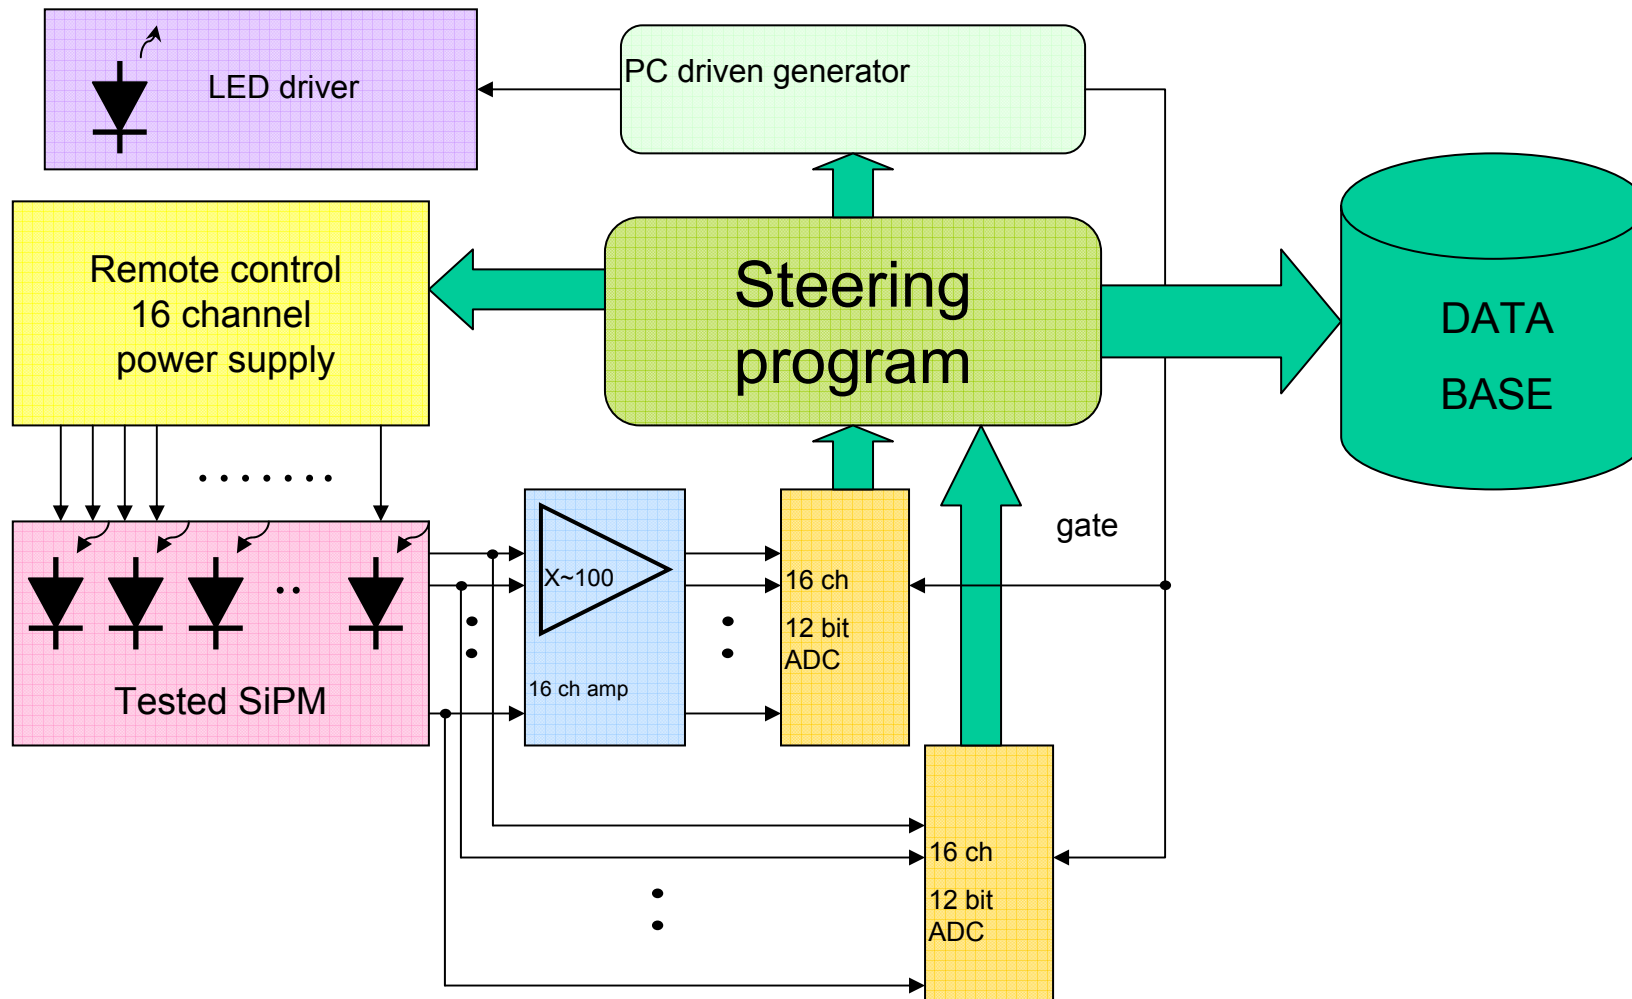 LED driver
PC driven generator
Remote control
16 channel
power supply
Steering
program
DATA
BASE
gate
X~100
16 ch amp
16 ch
12 bit
ADC
Tested SiPM
16 ch
12 bit
ADC